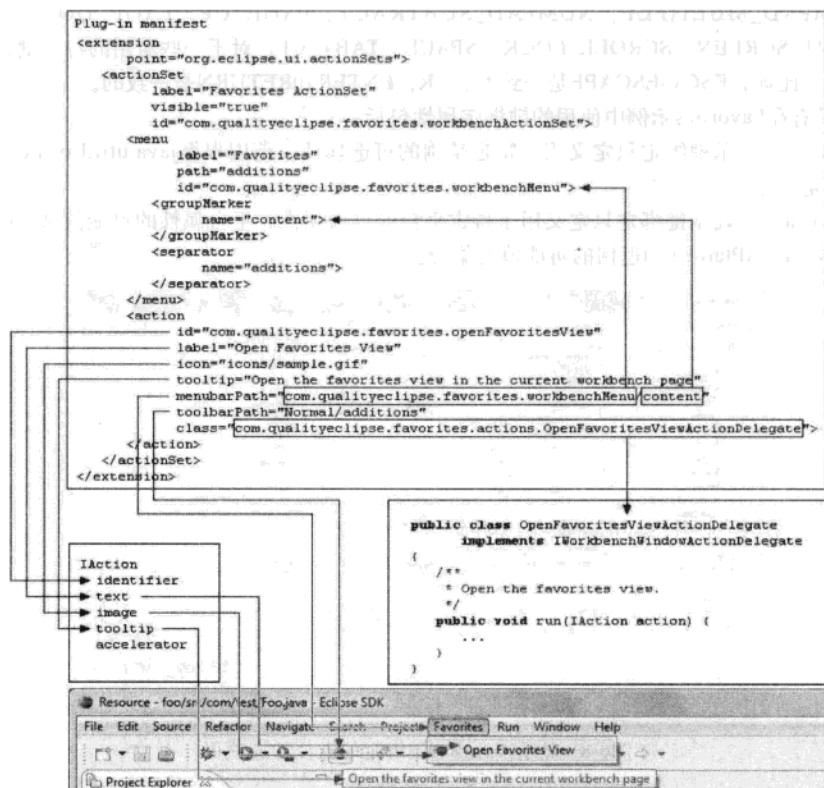 Plug-in manifest
<extension
point="org.eclipse.ui.actionSets">
<actionSet
label="Favorites ActionSet"
visible="true"
id="com.qualityeclipse.favorites.workbenchActionSet">
<menu
label="Favorites"
path="additions"
id="com.qualityeclipse.favorites.workbenchMenu">
<groupMarker
name="content">
</groupMarker>
<separator
name="additions">
</separator>
</menu>
<action
id="com.qualityeclipse.favorites.openFavoritesView"
label="Open Favorites View"
icon="icons/sample.gif"
tooltip="Open the favorites view in the current workbench page"
menubarPath="com.qualityeclipse.favorites.workbenchMenu/content"
toolbarPath="Normal/additions"
class="com.qualityeclipse.favorites.actions.OpenFavoritesViewActionDelegate">
</action>
</actionSet>
</extension>
IAction
identifier
text
image
tooltip
accelerator
public class OpenFavoritesViewActionDelegate
implements IWorkbenchWindowActionDelegate
{
/**
* Open the favorites view.
*/
public void run(IAction action) {
...
}
}
Resource - foo/src/com/test/Foo.java - Eclipse SDK
File Edit Source Refactor Navigate Search Project Favorites Run Window Help
Open Favorites View
Project Explorer
Open the favorites view in the current workbench page